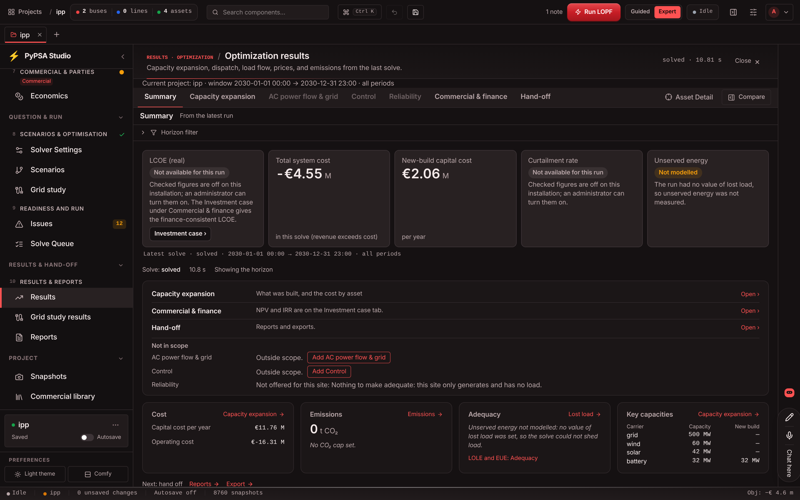 Projects / ipp
2 buses
0 lines
4 assets
Search components...
Ctrl K
1 note
Run LOPF
Guided
Expert
Idle
A
ipp
PyPSA Studio
COMMERCIAL & PARTIES
Commercial
Economics
QUESTION & RUN
SCENARIOS & OPTIMISATION
Solver Settings
Scenarios
Grid study
READINESS AND RUN
Issues
12
Solve Queue
RESULTS & HAND-OFF
RESULTS & REPORTS
Results
Grid study results
Reports
PROJECT
Snapshots
Commercial library
ipp
Saved
Autosave
PREFERENCES
Light theme
Comfy
RESULTS · OPTIMIZATION / Optimization results
Capacity expansion, dispatch, load flow, prices, and emissions from the last solve.
solved · 10.81 s
Close ×
Current project: ipp · window 2030-01-01 00:00 → 2030-12-31 23:00 · all periods
Summary
Capacity expansion
AC power flow & grid
Control
Reliability
Commercial & finance
Hand-off
Asset Detail
Compare
Summary From the latest run
Horizon filter
LCOE (real)
Not available for this run
Checked figures are off on this
installation; an administrator can
turn them on. The Investment case
under Commercial & finance gives
the finance-consistent LCOE.
Investment case ›
Total system cost
-€4.55 M
in this solve (revenue exceeds cost)
New-build capital cost
€2.06 M
per year
Curtailment rate
Not available for this run
Checked figures are off on this
installation; an administrator can
turn them on.
Unserved energy
Not modelled
The run had no value of lost load,
so unserved energy was not
measured.
Latest solve · solved · 2030-01-01 00:00 → 2030-12-31 23:00 · all periods
Solve: solved 10.8 s Showing the horizon
Capacity expansion What was built, and the cost by asset Open ›
Commercial & finance NPV and IRR are on the Investment case tab. Open ›
Hand-off Reports and exports. Open ›
Not in scope
AC power flow & grid Outside scope. Add AC power flow & grid
Control Outside scope. Add Control
Reliability Not offered for this site: Nothing to make adequate: this site only generates and has no load.
Cost Capacity expansion →
Capital cost per year €11.76 M
Operating cost €-16.31 M
Emissions Emissions →
0 t CO₂
No CO₂ cap set.
Adequacy Lost load →
Unserved energy not modelled: no value of
lost load was set, so the solve could not shed
load.
LOLE and EUE: Adequacy
Key capacities Capacity expansion →
Carrier Capacity New build
grid 500 MW —
wind 60 MW —
solar 42 MW —
battery 32 MW 32 MW
Next: hand off Reports → Export →
Chat here
Idle
ipp
0 unsaved changes
Autosave off
8760 snapshots